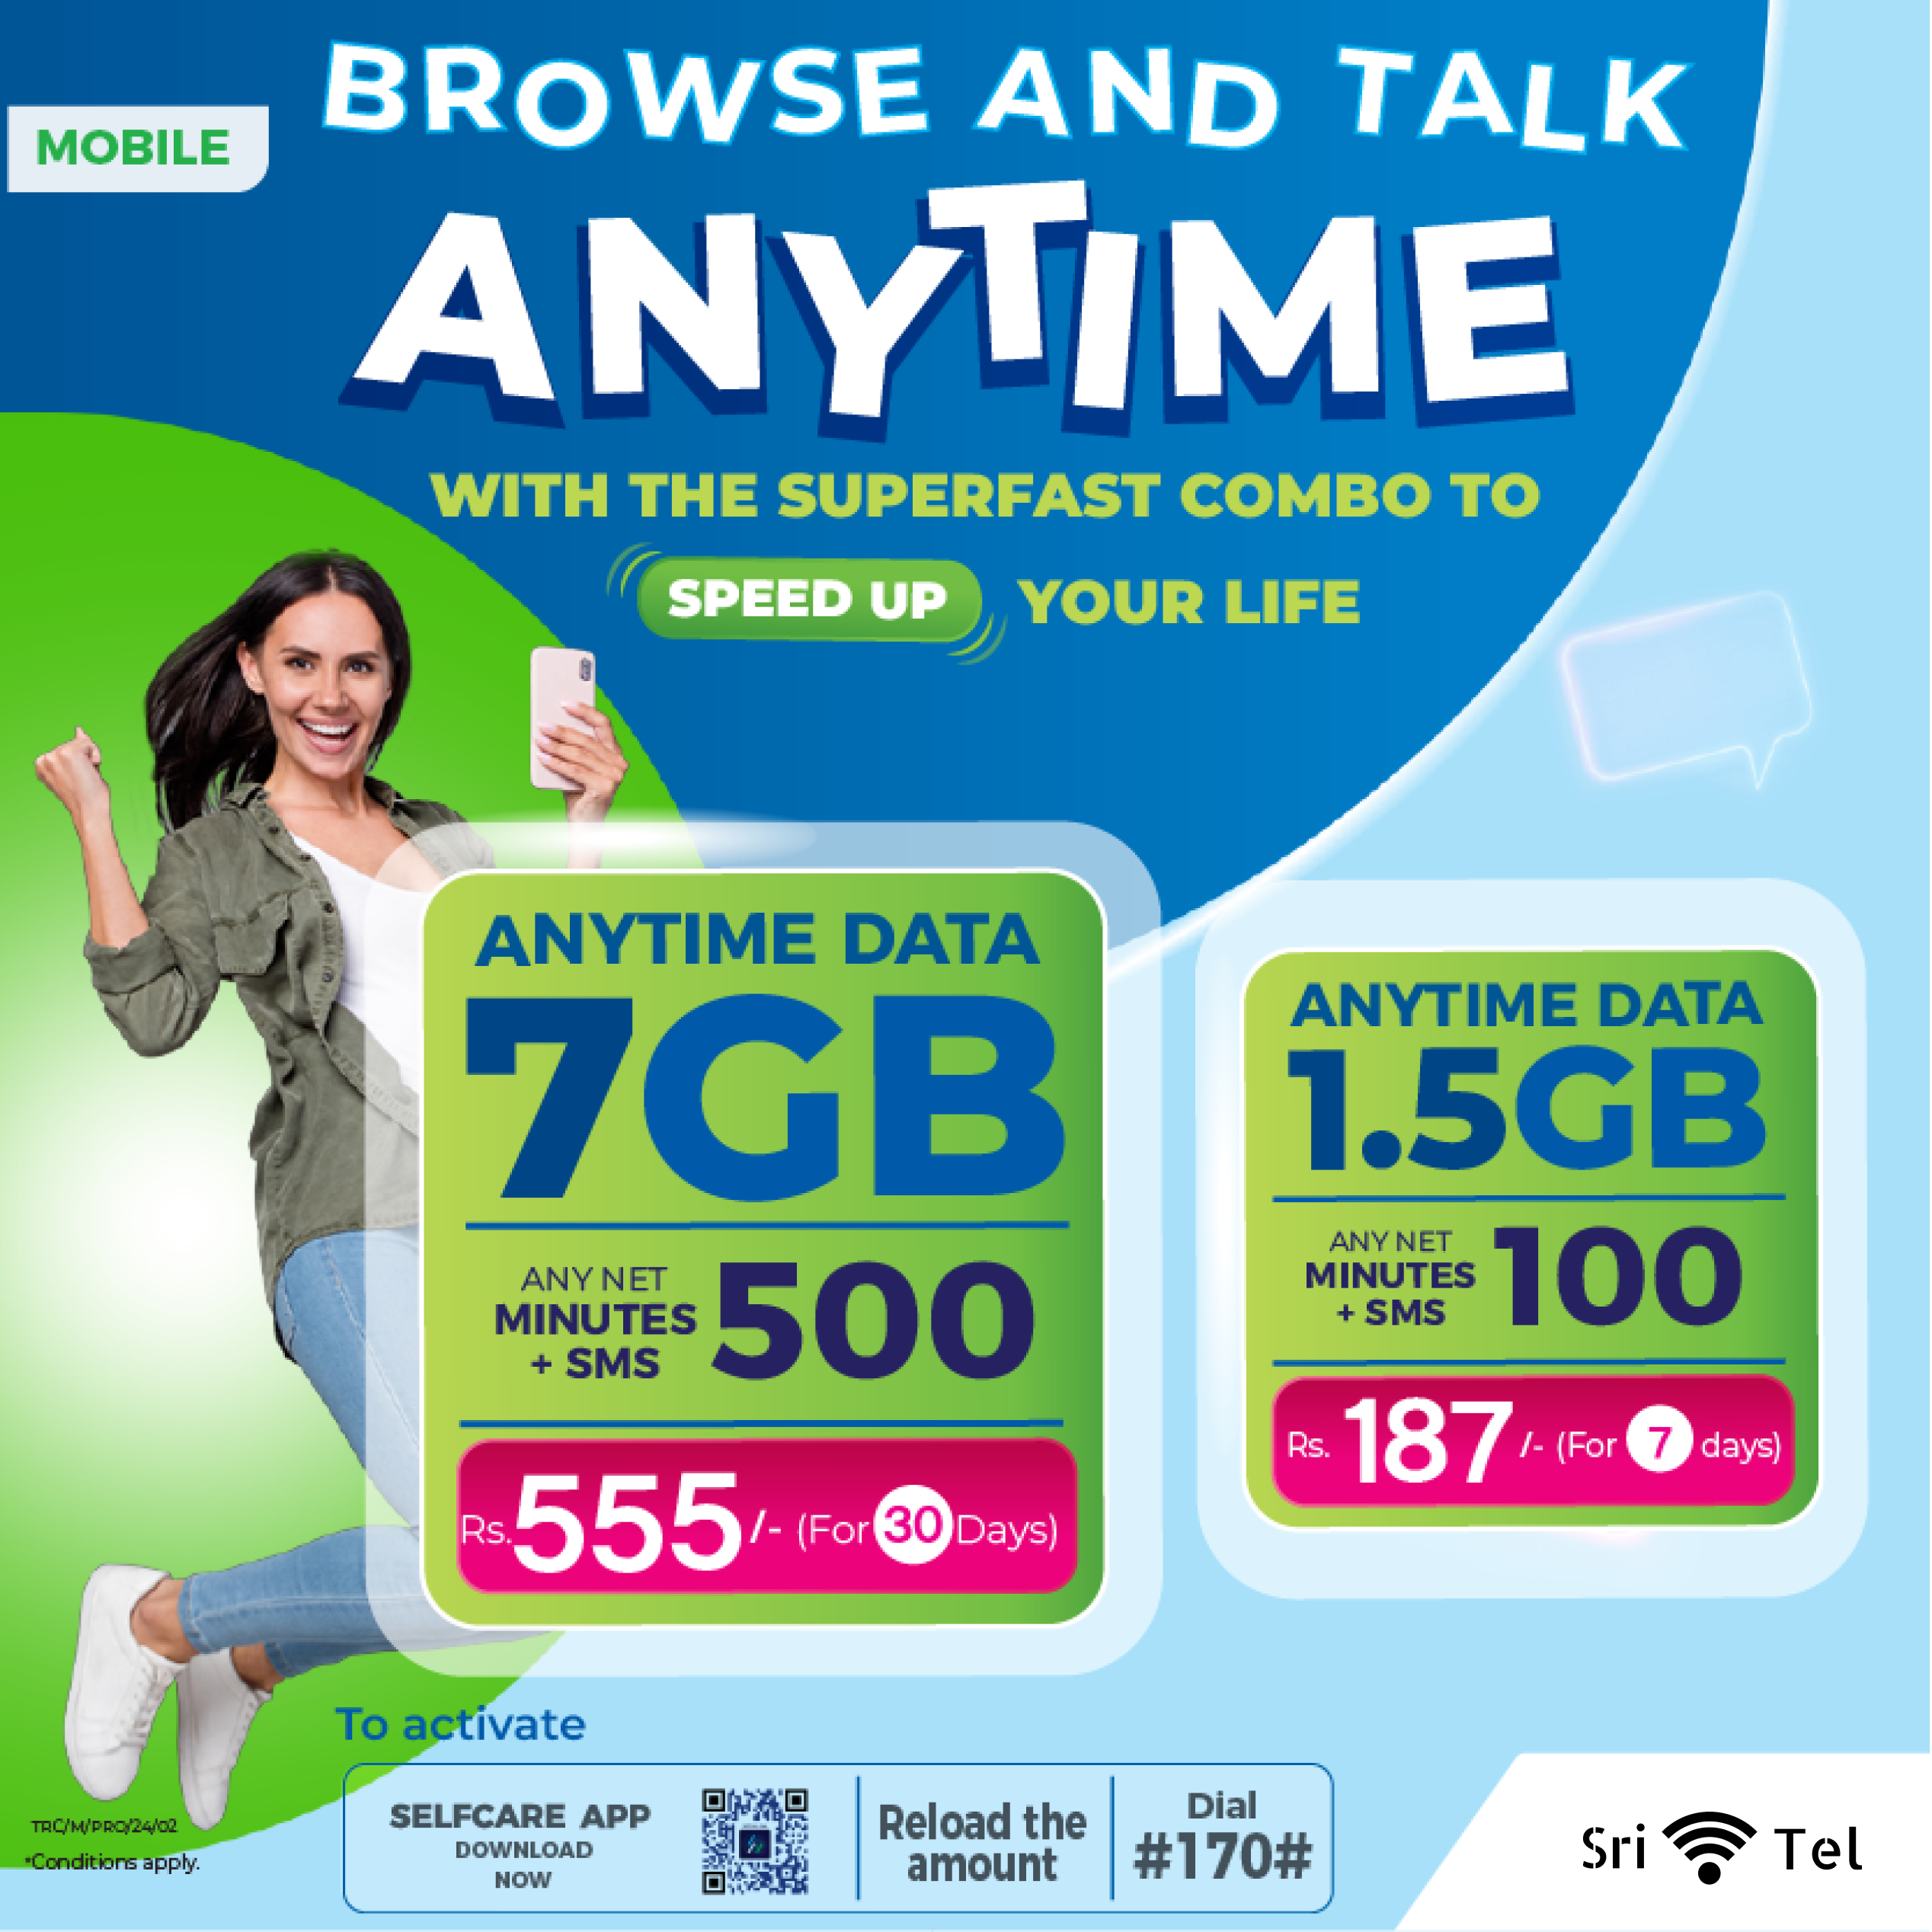 BROWSE AND TALK
MOBILE
ANYTIME
WITH THE SUPERFAST COMBO TO
SPEED UP YOUR LIFE
ANYTIME DATA
7GB
ANY NET
MINUTES
+ SMS
500
Rs.555/- (For 30 Days)
ANYTIME DATA
1.5GB
ANY NET
MINUTES
+ SMS
100
Rs. 187/- (For 7 days)
To activate
SELFCARE APP
DOWNLOAD
NOW
Reload the
amount
Dial
#170#
TRC/M/PRO/24/02
*Conditions apply.
Sri Tel